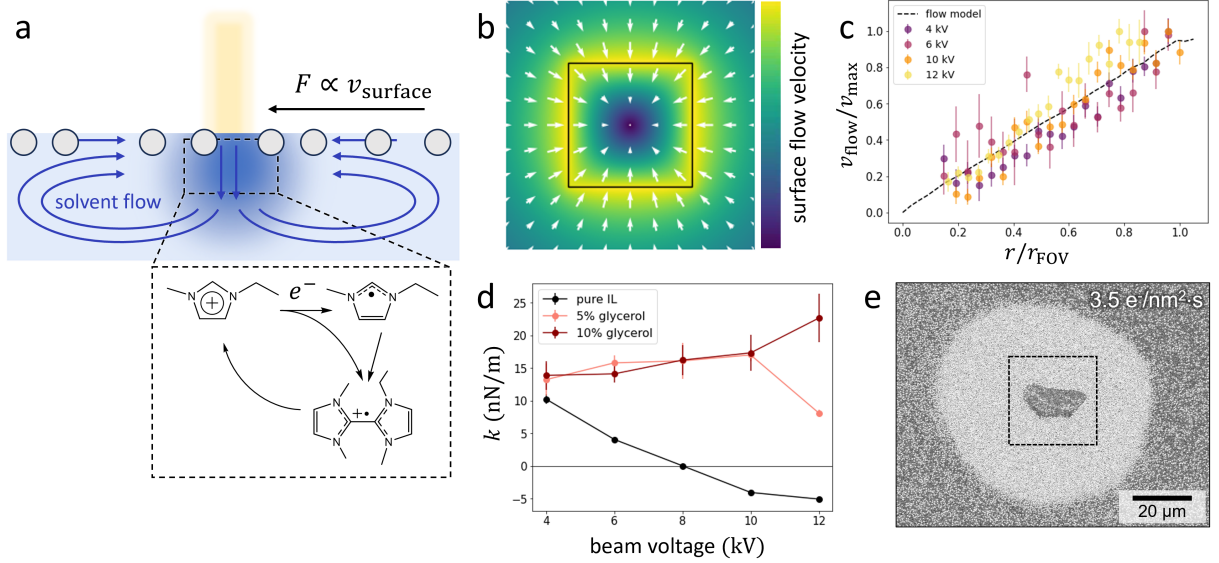 a
F ∝ v_surface
solvent flow
e⁻
+
•
+•
N
N
N
N
N
N
N
N
b
surface flow velocity
c
flow model
4 kV
6 kV
10 kV
12 kV
v_flow/v_max
1.0
0.8
0.6
0.4
0.2
0.0
0.0 0.2 0.4 0.6 0.8 1.0
r/r_FOV
d
pure IL
5% glycerol
10% glycerol
k (nN/m)
25
20
15
10
5
0
−5
4 6 8 10 12
beam voltage (kV)
e
3.5 e⁻/nm²·s
20 μm